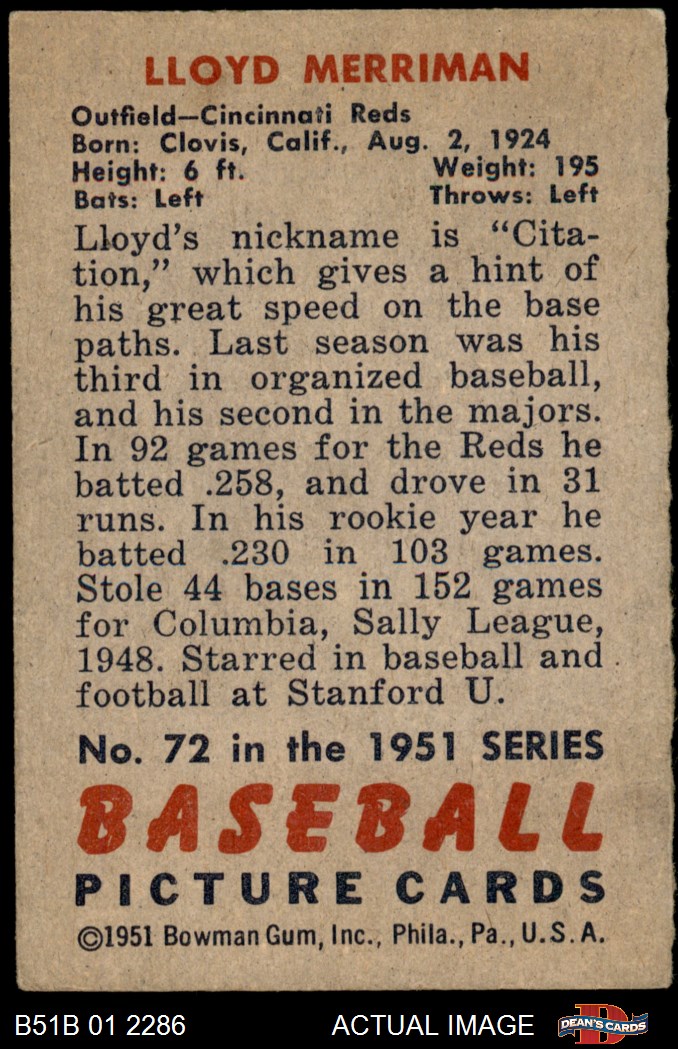 LLOYD MERRIMAN
Outfield—Cincinnati Reds
Born: Clovis, Calif., Aug. 2, 1924
Height: 6 ft. Weight: 195
Bats: Left Throws: Left
Lloyd's nickname is "Cita-
tion," which gives a hint of
his great speed on the base
paths. Last season was his
third in organized baseball,
and his second in the majors.
In 92 games for the Reds he
batted .258, and drove in 31
runs. In his rookie year he
batted .230 in 103 games.
Stole 44 bases in 152 games
for Columbia, Sally League,
1948. Starred in baseball and
football at Stanford U.
No. 72 in the 1951 SERIES
BASEBALL
PICTURE CARDS
©1951 Bowman Gum, Inc., Phila., Pa., U.S.A.
B51B 01 2286 ACTUAL IMAGE D DEAN'S CARDS